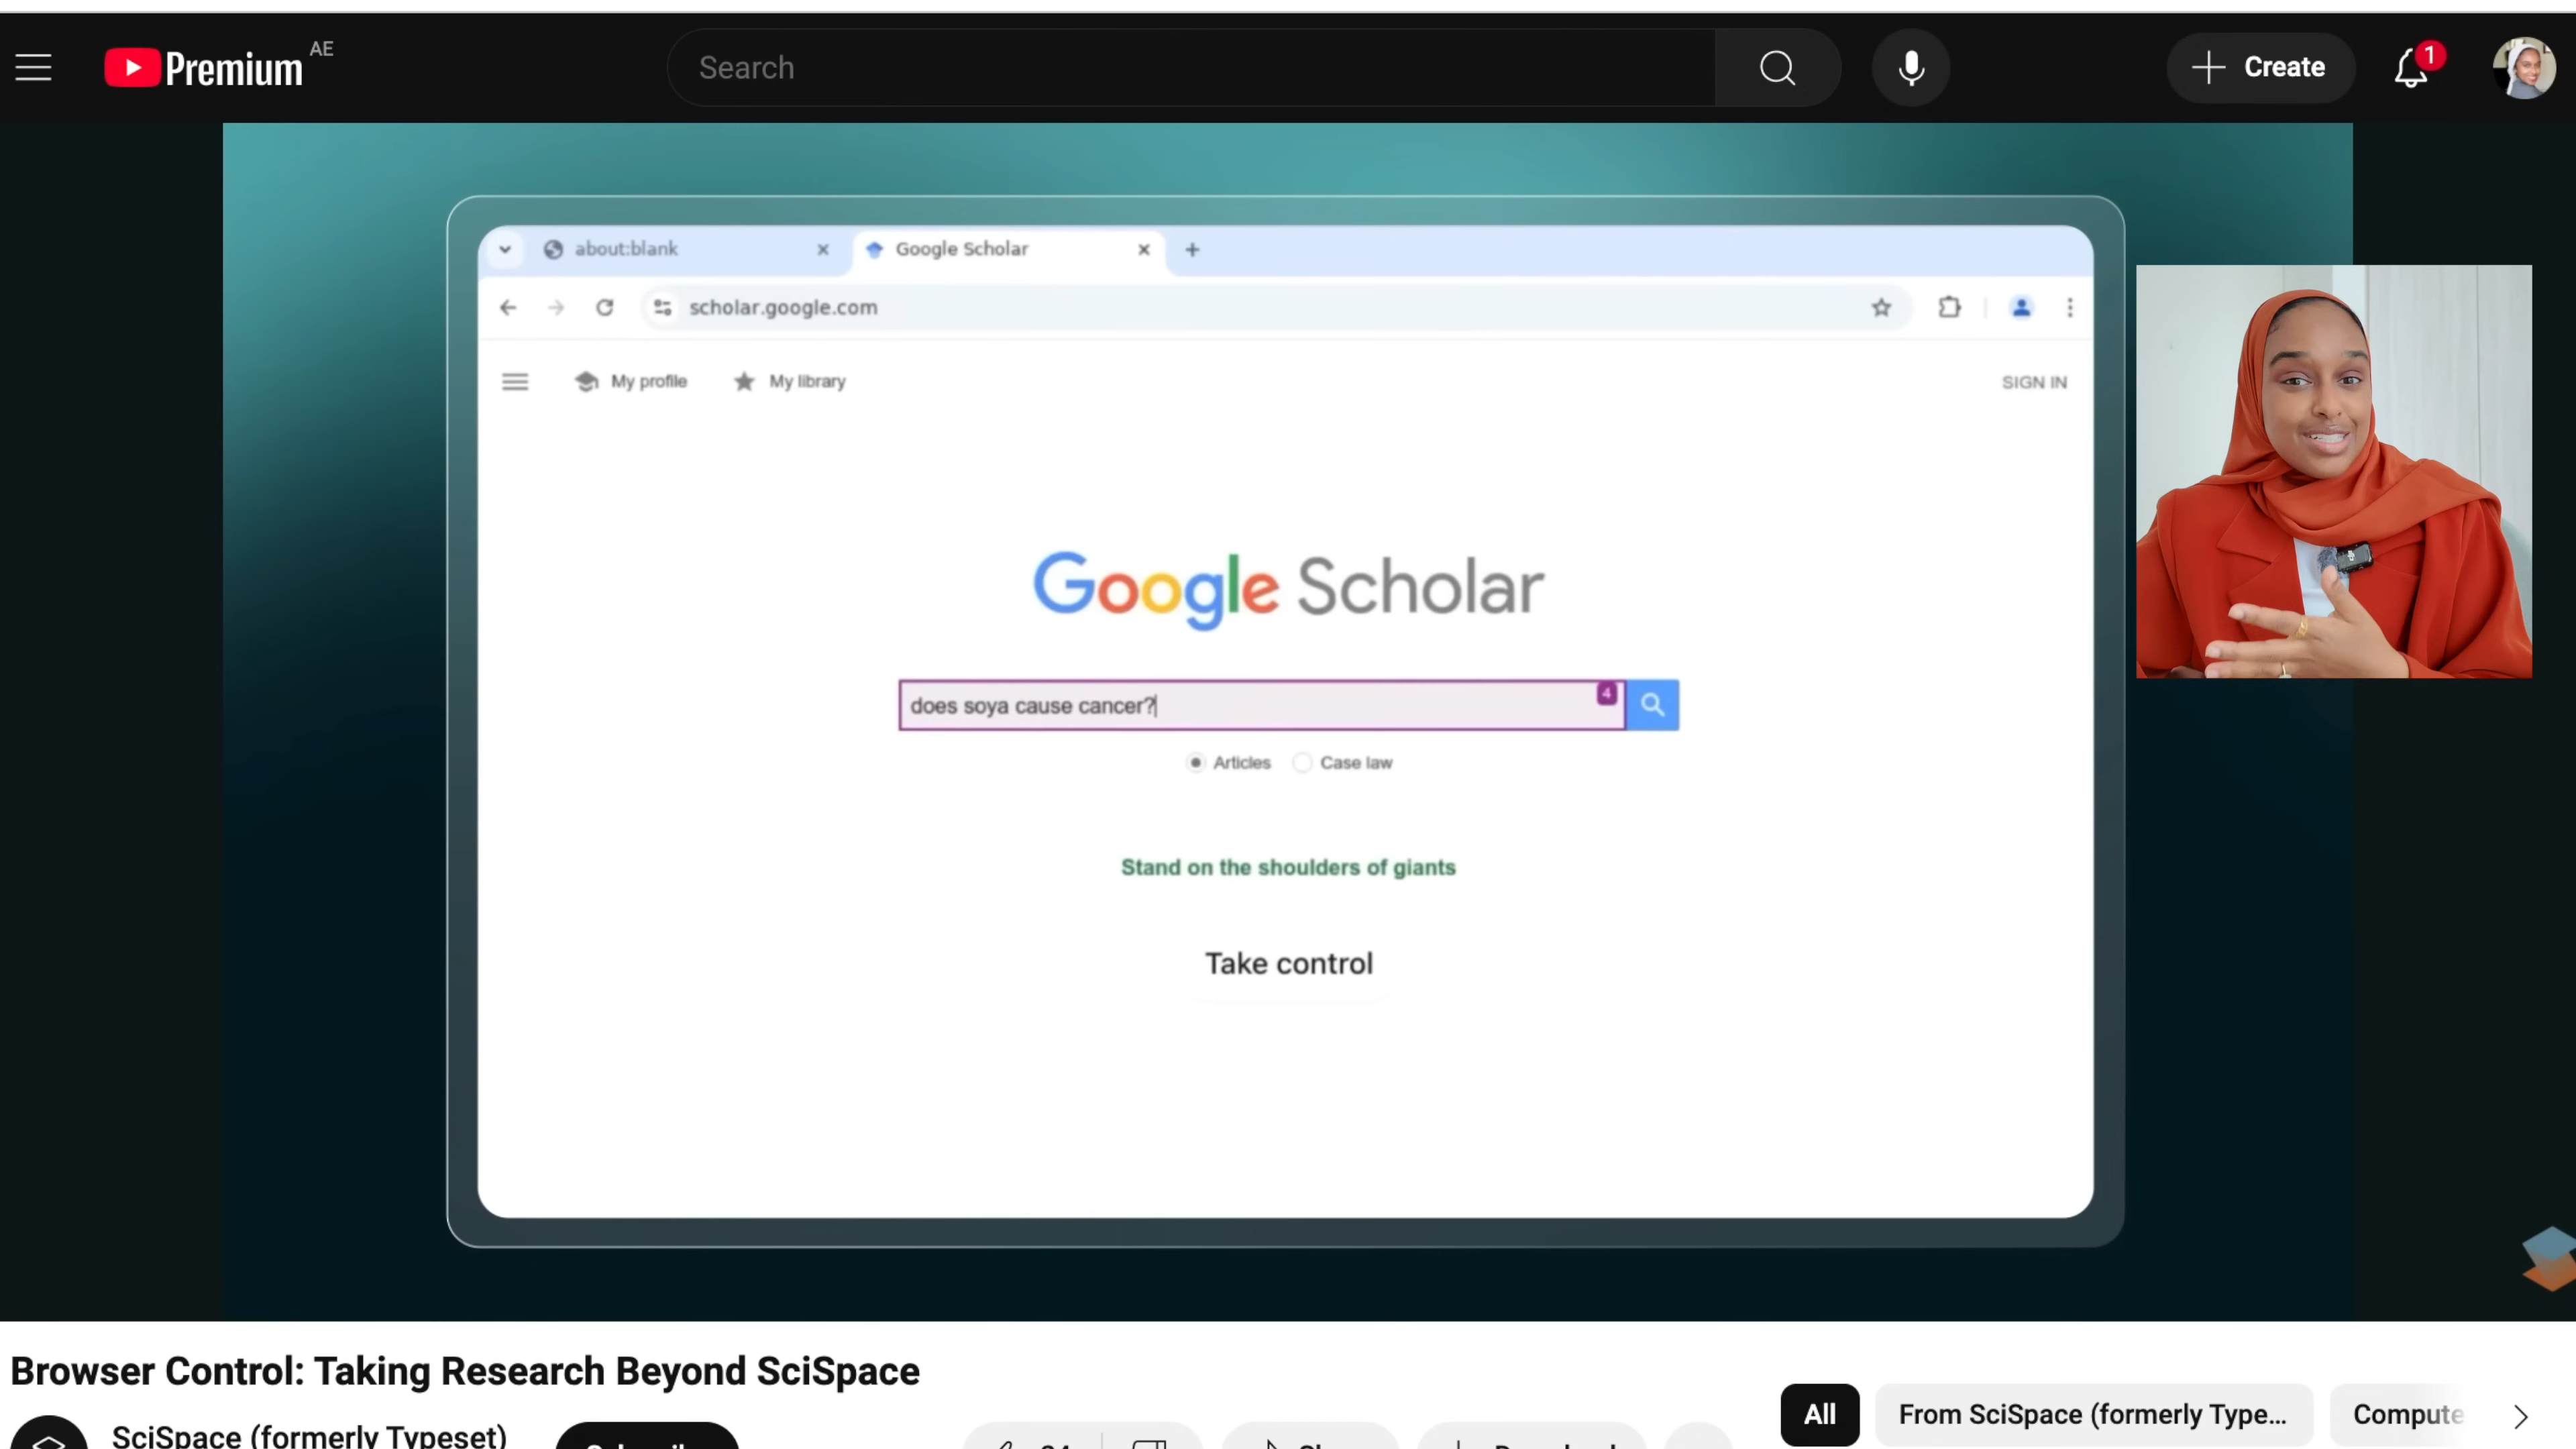 Premium AE
Search
Create
1
about:blank
Google Scholar
scholar.google.com
My profile
My library
SIGN IN
Google Scholar
does soya cause cancer?
4
Articles
Case law
Stand on the shoulders of giants
Take control
Browser Control: Taking Research Beyond SciSpace
SciSpace (formerly Typeset)
All
From SciSpace (formerly Type...
Compute